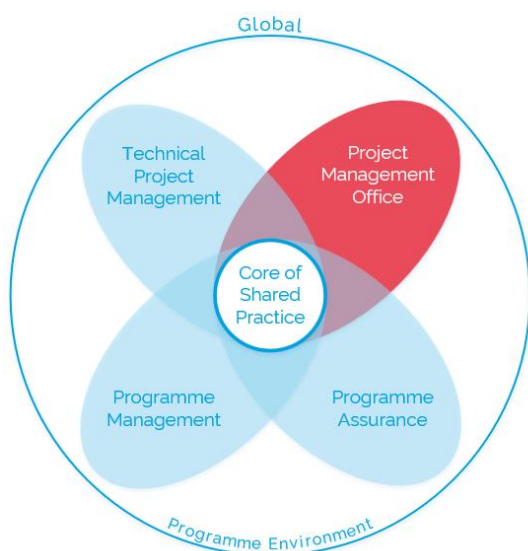 Global
Technical
Project
Management
Project
Management
Office
Core of
Shared
Practice
Programme
Management
Programme
Assurance
Programme Environment